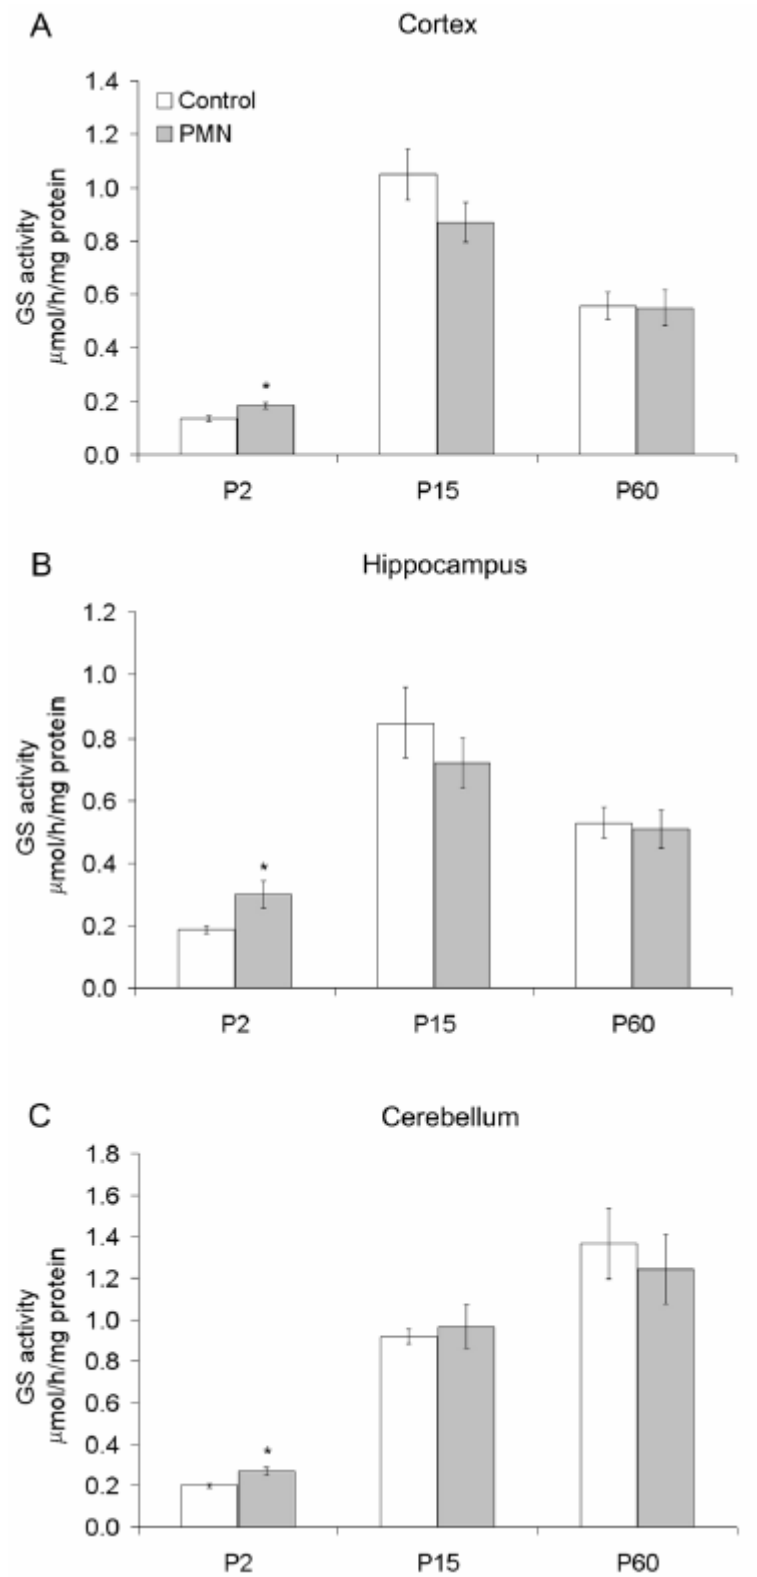 A
Cortex
1.4
1.2
1.0
0.8
0.6
0.4
0.2
0.0
GS activity
μmol/h/mg protein
Control
PMN
*
P2
P15
P60
B
Hippocampus
1.2
1.0
0.8
0.6
0.4
0.2
0.0
GS activity
μmol/h/mg protein
*
P2
P15
P60
C
Cerebellum
1.8
1.6
1.4
1.2
1.0
0.8
0.6
0.4
0.2
0.0
GS activity
μmol/h/mg protein
*
P2
P15
P60